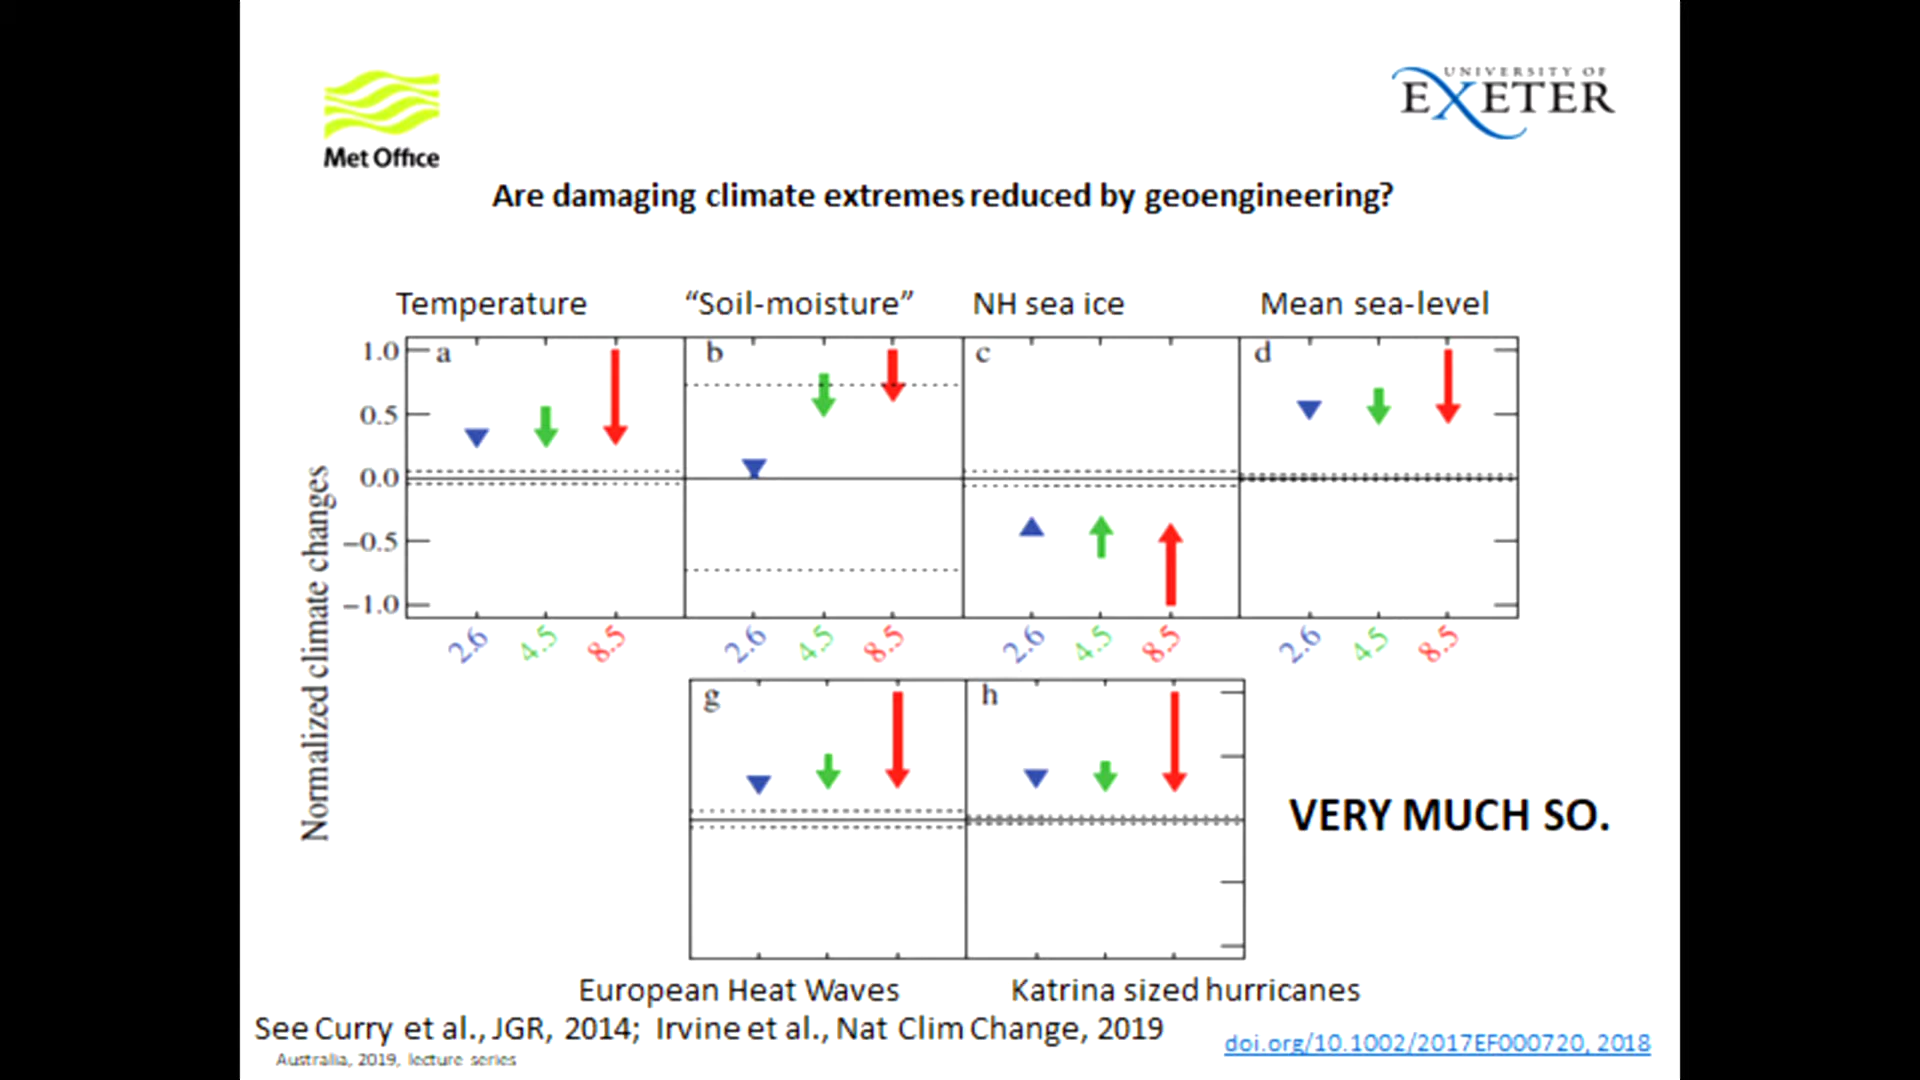 Met Office
UNIVERSITY OF
EXETER
Are damaging climate extremes reduced by geoengineering?
Temperature
“Soil-moisture”
NH sea ice
Mean sea-level
Normalized climate changes
1.0
0.5
0.0
−0.5
−1.0
a
b
c
d
2.6 4.5 8.5
2.6 4.5 8.5
2.6 4.5 8.5
2.6 4.5 8.5
g
h
VERY MUCH SO.
European Heat Waves
Katrina sized hurricanes
See Curry et al., JGR, 2014; Irvine et al., Nat Clim Change, 2019
doi.org/10.1002/2017EF000720, 2018
Australia, 2019, lecture series